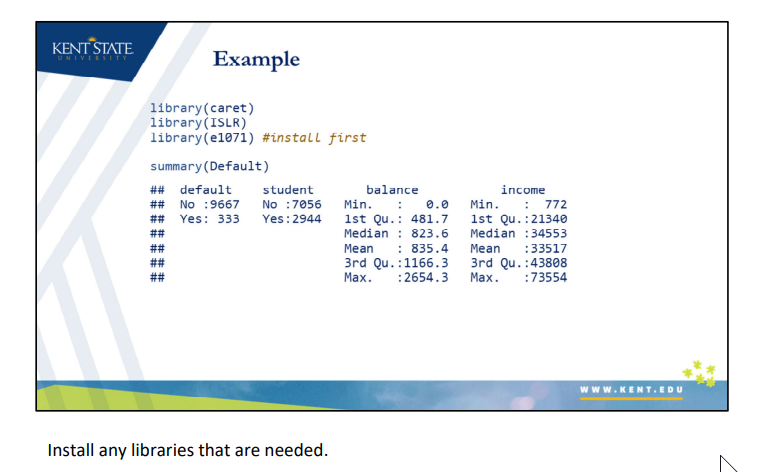 KENT STATE
UNIVERSITY
Example
library(caret)
library(ISLR)
library(e1071) #install first
summary(Default)
##  default    student       balance           income
##  No :9667   No :7056   Min.   :   0.0   Min.   :  772
##  Yes: 333   Yes:2944   1st Qu.: 481.7   1st Qu.:21340
##                        Median : 823.6   Median :34553
##                        Mean   : 835.4   Mean   :33517
##                        3rd Qu.:1166.3   3rd Qu.:43808
##                        Max.   :2654.3   Max.   :73554
WWW.KENT.EDU
Install any libraries that are needed.